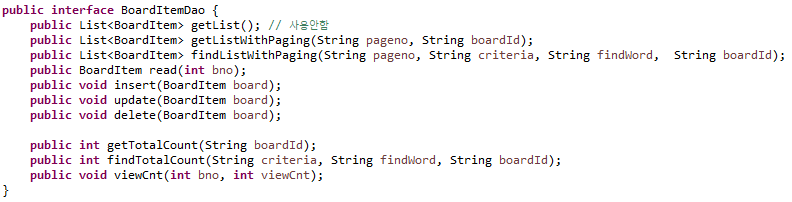 public interface BoardItemDao {
    public List<BoardItem> getList(); // 사용안함
    public List<BoardItem> getListWithPaging(String pageno, String boardId);
    public List<BoardItem> findListWithPaging(String pageno, String criteria, String findWord,  String boardId);
    public BoardItem read(int bno);
    public void insert(BoardItem board);
    public void update(BoardItem board);
    public void delete(BoardItem board);

    public int getTotalCount(String boardId);
    public int findTotalCount(String criteria, String findWord, String boardId);
    public void viewCnt(int bno, int viewCnt);
}